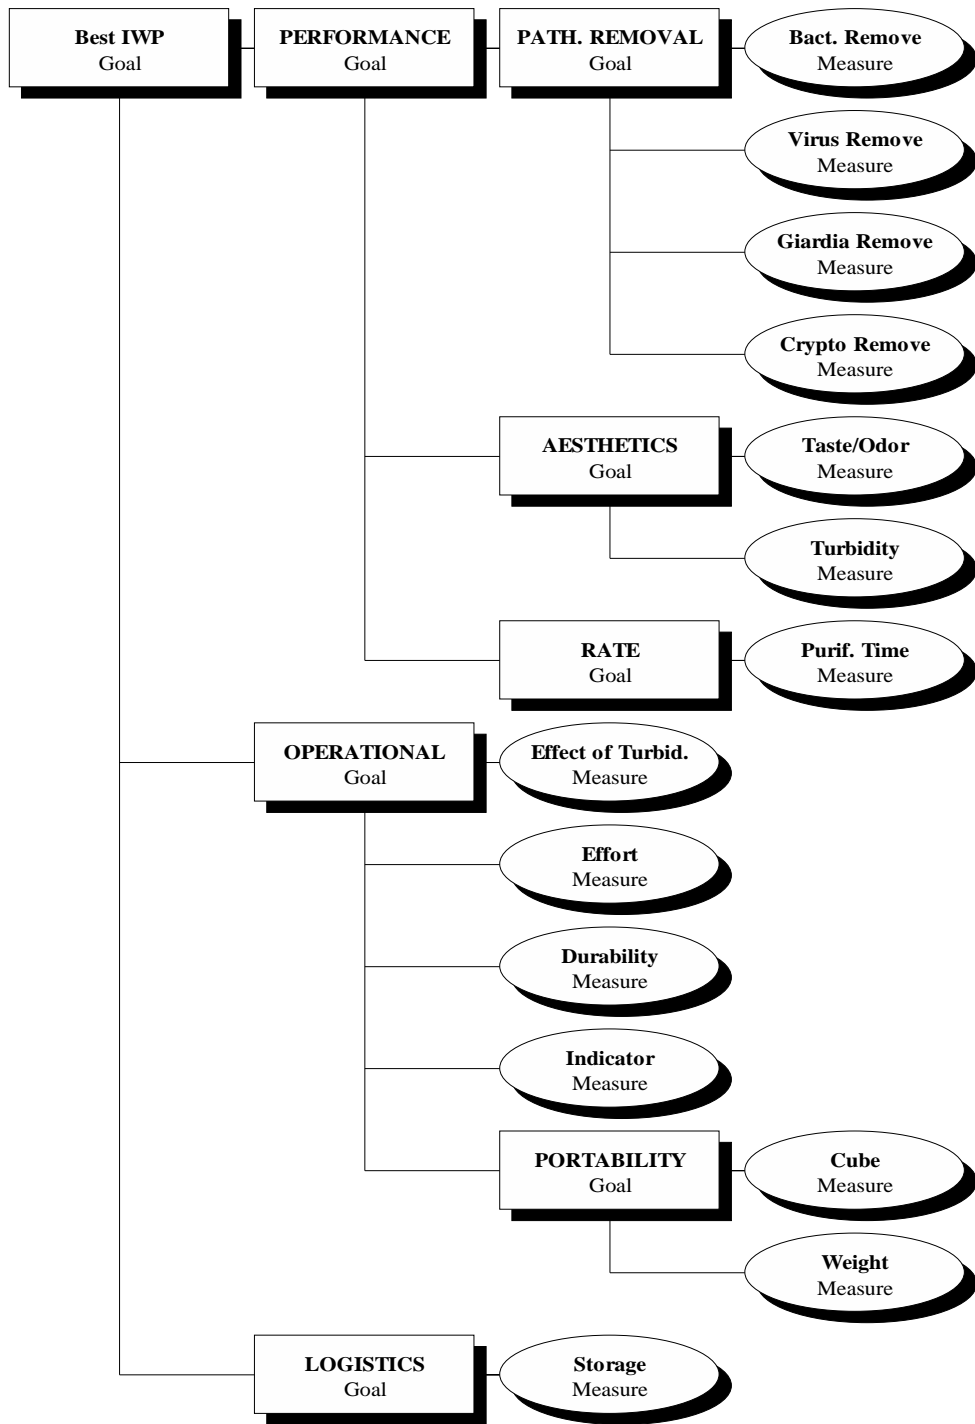 Best IWP
Goal
PERFORMANCE
Goal
PATH. REMOVAL
Goal
Bact. Remove
Measure
Virus Remove
Measure
Giardia Remove
Measure
Crypto Remove
Measure
AESTHETICS
Goal
Taste/Odor
Measure
Turbidity
Measure
RATE
Goal
Purif. Time
Measure
OPERATIONAL
Goal
Effect of Turbid.
Measure
Effort
Measure
Durability
Measure
Indicator
Measure
PORTABILITY
Goal
Cube
Measure
Weight
Measure
LOGISTICS
Goal
Storage
Measure